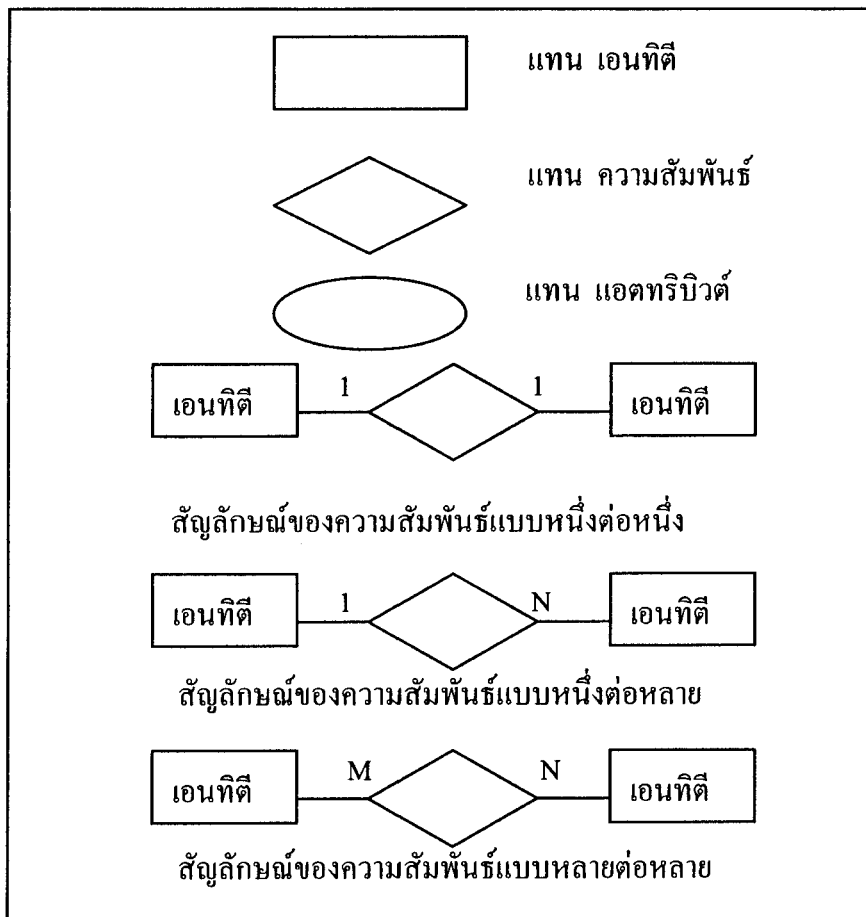 แทน เอนทิตี
แทน ความสัมพันธ์
แทน แอตทริบิวต์
เอนทิตี 1 1 เอนทิตี
สัญลักษณ์ของความสัมพันธ์แบบหนึ่งต่อหนึ่ง
เอนทิตี 1 N เอนทิตี
สัญลักษณ์ของความสัมพันธ์แบบหนึ่งต่อหลาย
เอนทิตี M N เอนทิตี
สัญลักษณ์ของความสัมพันธ์แบบหลายต่อหลาย